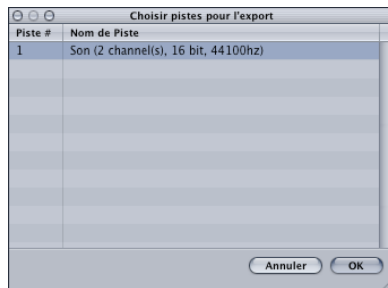 Choisir pistes pour l'export
Piste # Nom de Piste
1 Son (2 channel(s), 16 bit, 44100hz)
Annuler OK